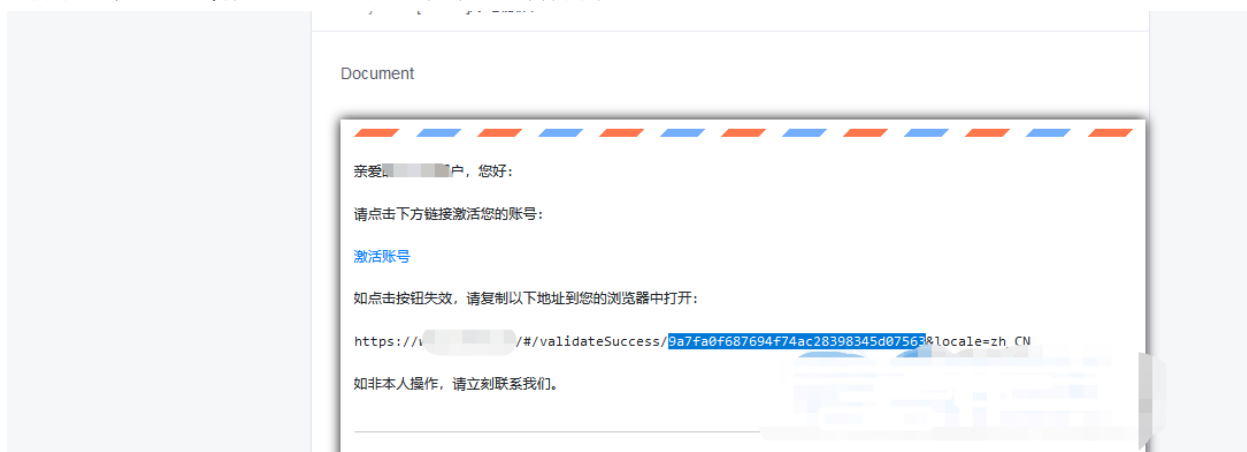 Document
亲爱 户，您好：
请点击下方链接激活您的账号：
激活账号
如点击按钮失效，请复制以下地址到您的浏览器中打开：
https:// /#/validateSuccess/9a7fa0f687694f74ac28398345d07563&locale=zh_CN
如非本人操作，请立刻联系我们。